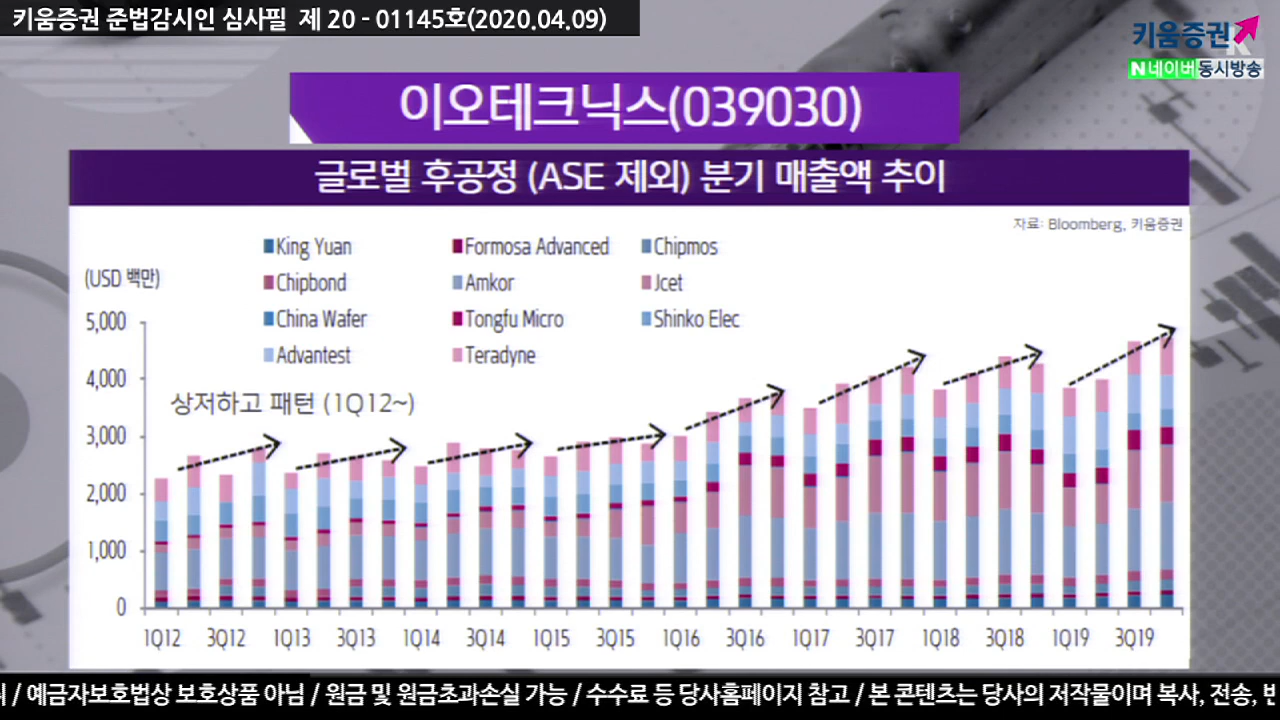 키움증권 준법감시인 심사필 제 20 - 01145호(2020.04.09)
키움증권
N 네이버 동시방송
이오테크닉스(039030)
글로벌 후공정 (ASE 제외) 분기 매출액 추이
자료: Bloomberg, 키움증권
King Yuan Formosa Advanced Chipmos
(USD 백만)
Chipbond Amkor Jcet
China Wafer Tongfu Micro Shinko Elec
Advantest Teradyne
5,000
4,000
상저하고 패턴 (1Q12~)
3,000
2,000
1,000
0
1Q12 3Q12 1Q13 3Q13 1Q14 3Q14 1Q15 3Q15 1Q16 3Q16 1Q17 3Q17 1Q18 3Q18 1Q19 3Q19
/ 예금자보호법상 보호상품 아님 / 원금 및 원금초과손실 가능 / 수수료 등 당사홈페이지 참고 / 본 콘텐츠는 당사의 저작물이며 복사, 전송,